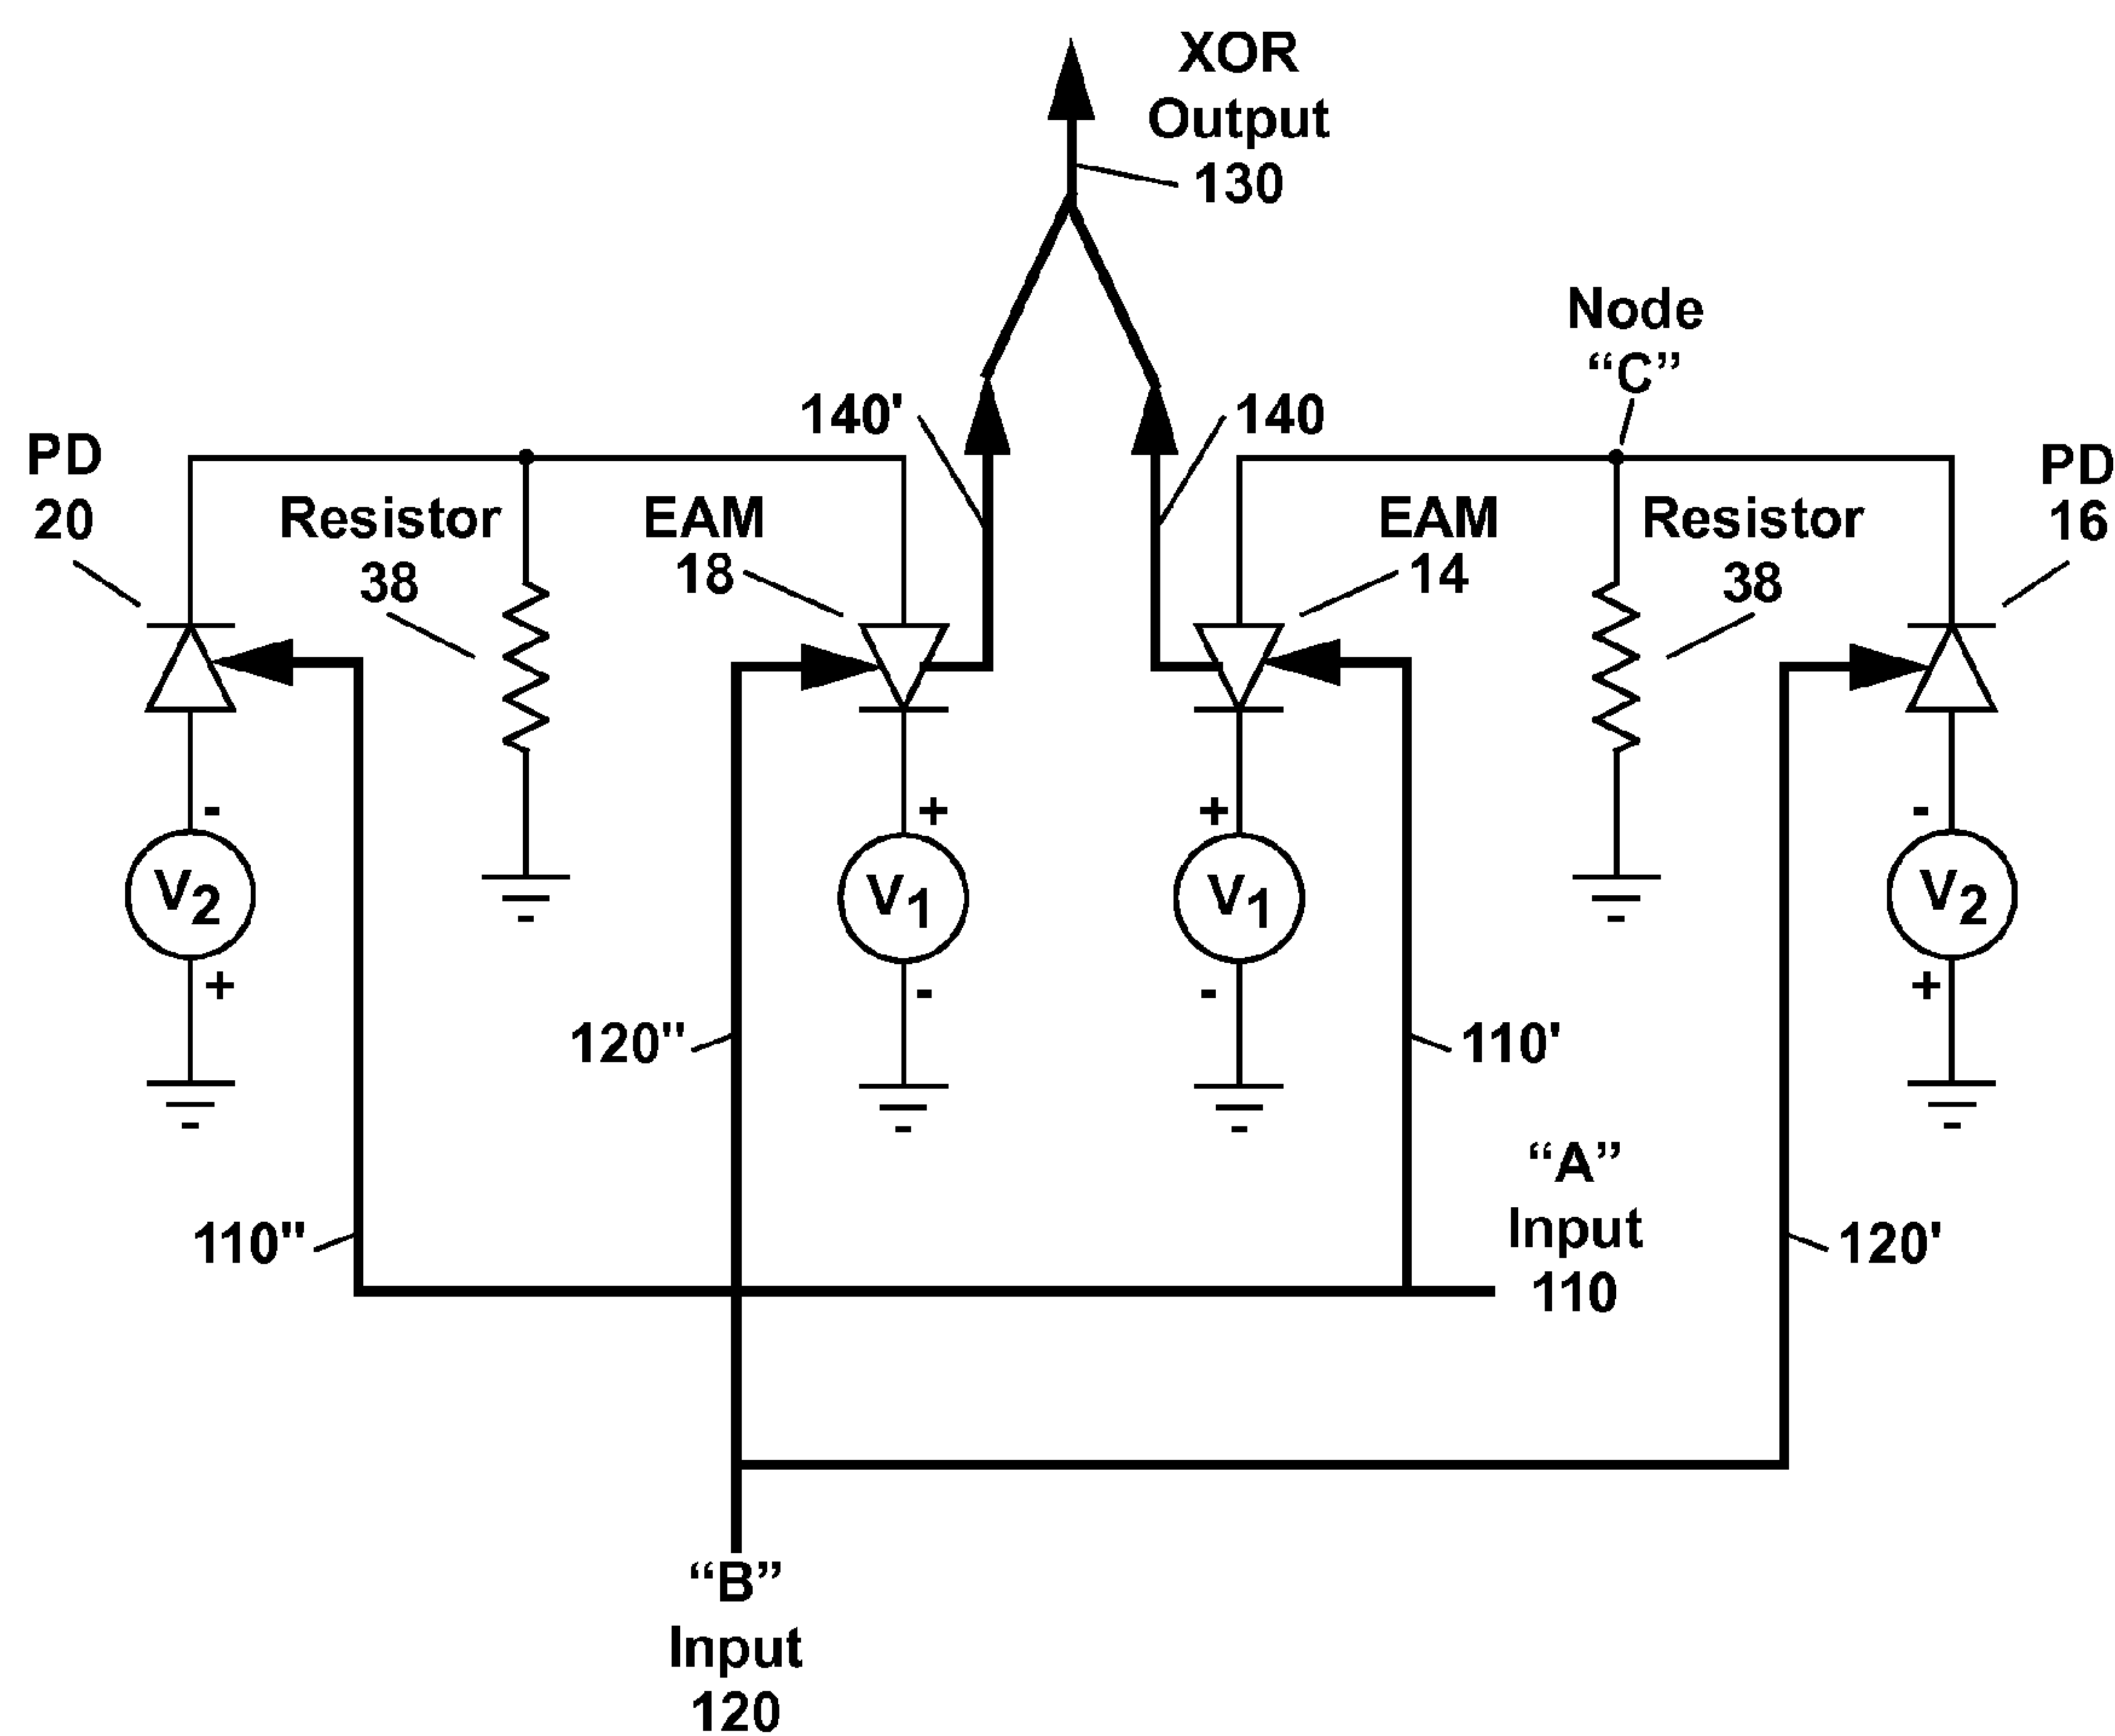 XOR
Output
130
Node
“C”
140'
140
PD
20
Resistor
38
EAM
18
EAM
14
Resistor
38
PD
16
-
+
+
-
V2
V1
V1
V2
+
-
-
+
120"
110'
“A”
Input
110
110"
120'
“B”
Input
120